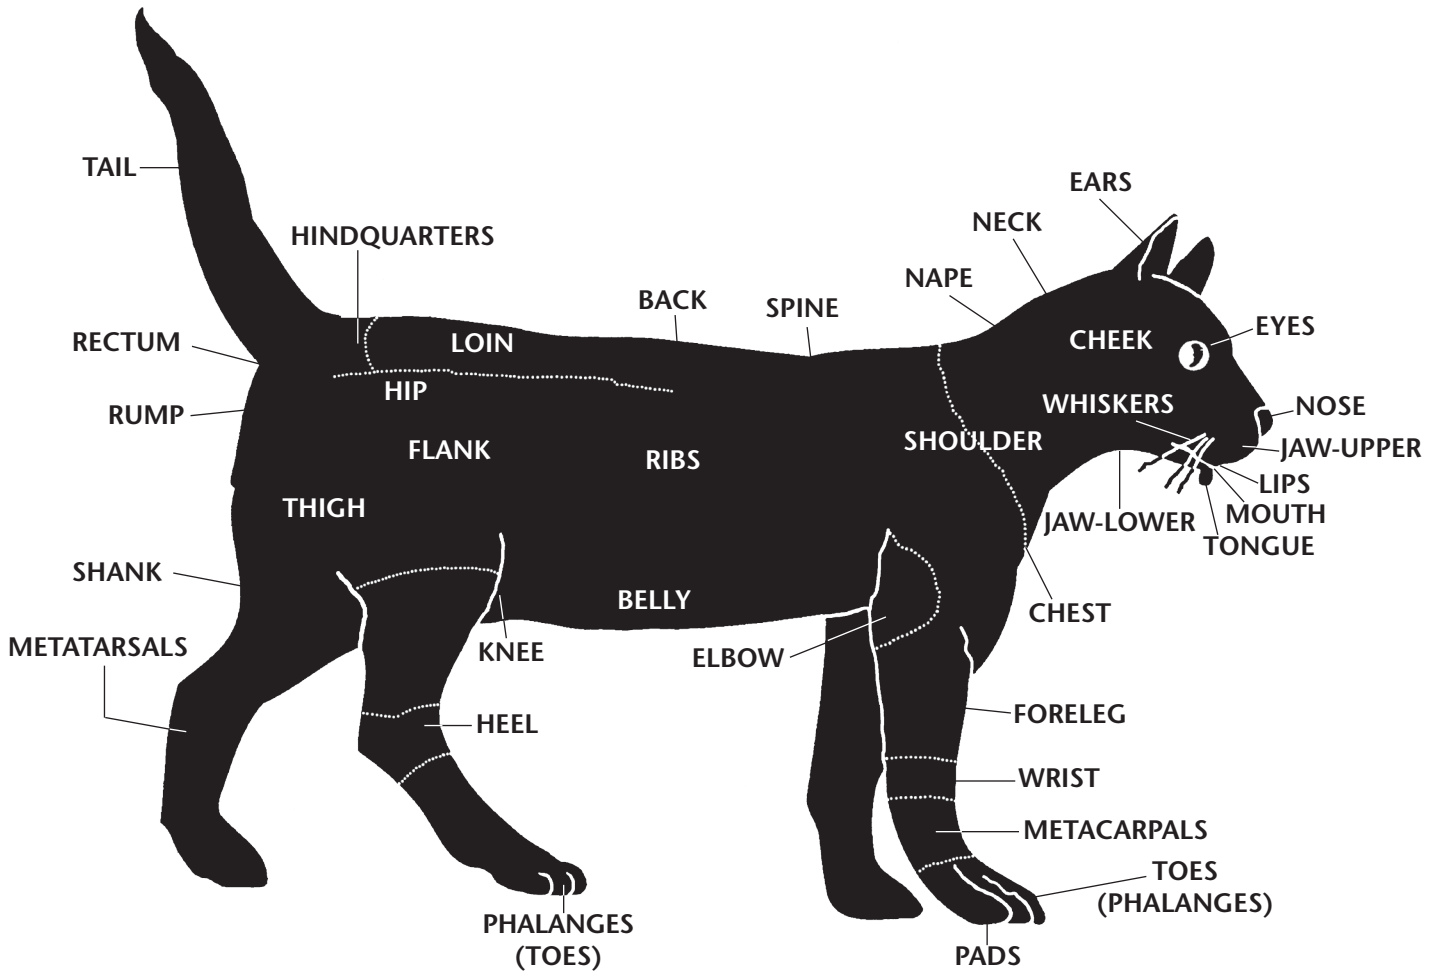 TAIL
EARS
NECK
HINDQUARTERS
NAPE
BACK
SPINE
EYES
RECTUM
LOIN
CHEEK
HIP
RUMP
WHISKERS
NOSE
FLANK
RIBS
SHOULDER
JAW-UPPER
LIPS
THIGH
MOUTH
JAW-LOWER
TONGUE
SHANK
BELLY
CHEST
METATARSALS
KNEE
ELBOW
HEEL
FORELEG
WRIST
METACARPALS
TOES
(PHALANGES)
PHALANGES
(TOES)
PADS